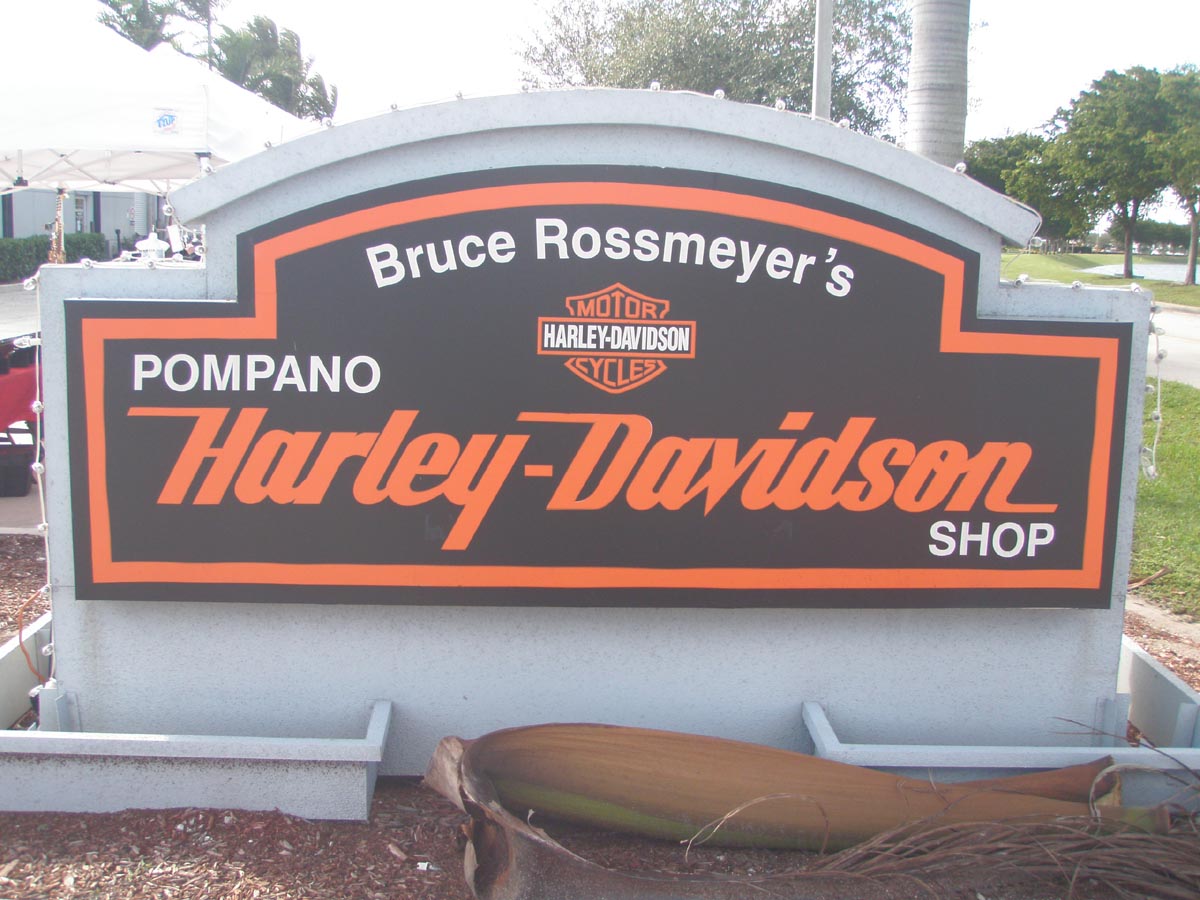 Bruce Rossmeyer's
MOTOR
HARLEY-DAVIDSON
CYCLES
POMPANO
Harley-Davidson
SHOP